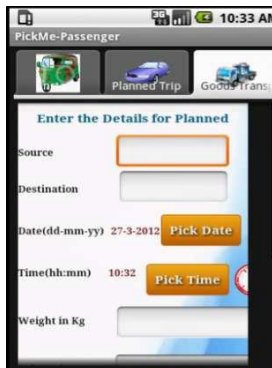 3G 10:33 AM
PickMe-Passenger
Planned Trip Goods Trans
Enter the Details for Planned
Source
Destination
Date(dd-mm-yy) 27-3-2012 Pick Date
Time(hh:mm) 10:32 Pick Time
Weight in Kg